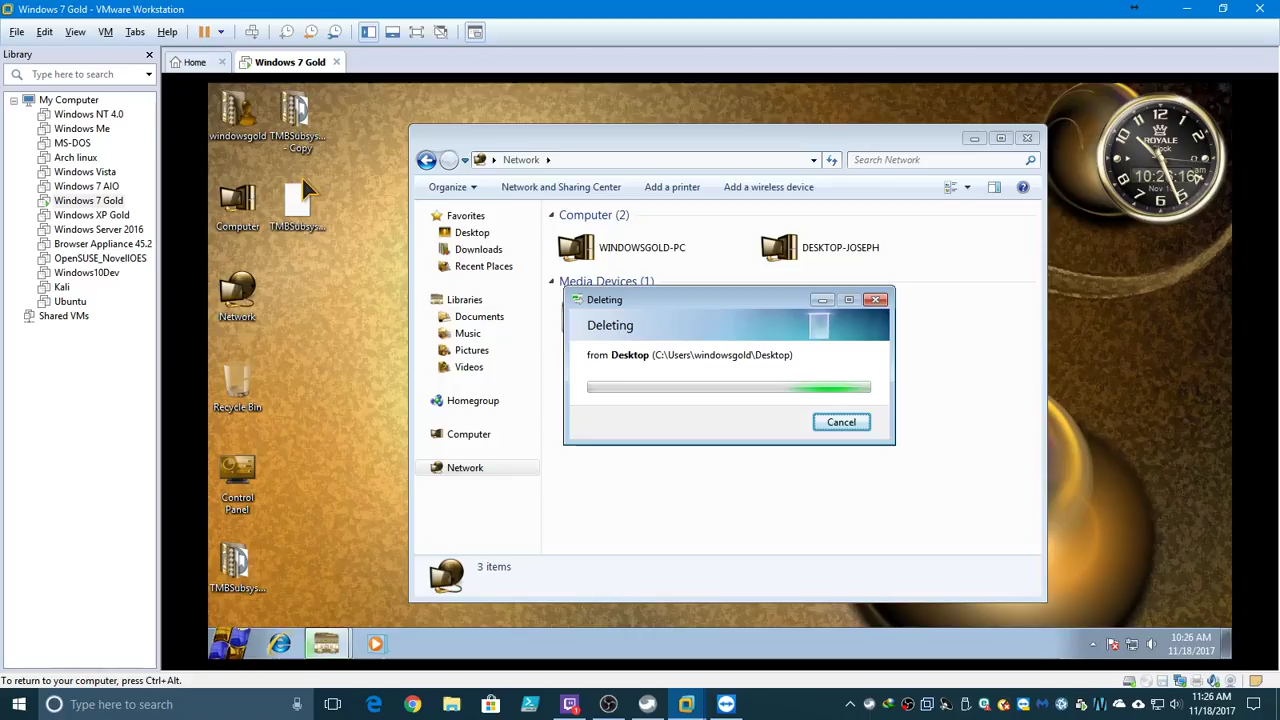 Windows 7 Gold - VMware Workstation
File Edit View VM Tabs Help
Library
Type here to search
My Computer
Windows NT 4.0
Windows Me
MS-DOS
Arch linux
Windows Vista
Windows 7 AIO
Windows 7 Gold
Windows XP Gold
Windows Server 2016
Browser Appliance 45.2
OpenSUSE_NovellOES
Windows10Dev
Kali
Ubuntu
Shared VMs
Home
Windows 7 Gold
windowsgold
TMBSubsys...
- Copy
Computer
TMBSubsys...
Network
Recycle Bin
Control
Panel
TMBSubsys...
Network
Search Network
Organize
Network and Sharing Center
Add a printer
Add a wireless device
Favorites
Desktop
Downloads
Recent Places
Libraries
Documents
Music
Pictures
Videos
Homegroup
Computer
Network
Computer (2)
WINDOWSGOLD-PC
DESKTOP-JOSEPH
Media Devices (1)
3 items
Deleting
Deleting
from Desktop (C:\Users\windowsgold\Desktop)
Cancel
12
ROYALE
10:26:16am
10:26 AM
11/18/2017
To return to your computer, press Ctrl+Alt.
Type here to search
11:26 AM
11/18/2017